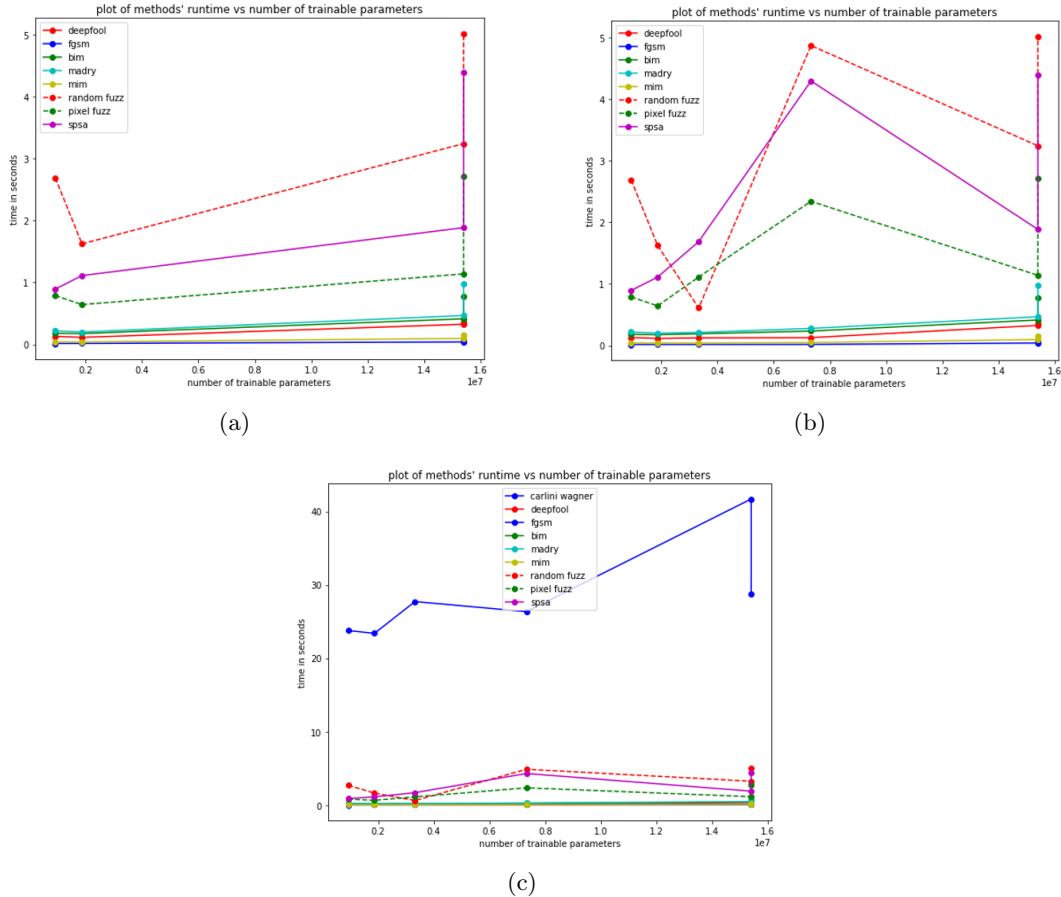 plot of methods' runtime vs number of trainable parameters
deepfool
fgsm
bim
madry
mim
random fuzz
pixel fuzz
spsa
time in seconds
5
4
3
2
1
0
0.2 0.4 0.6 0.8 1.0 1.2 1.4 1.6
1e7
number of trainable parameters
(a)
plot of methods' runtime vs number of trainable parameters
deepfool
fgsm
bim
madry
mim
random fuzz
pixel fuzz
spsa
time in seconds
5
4
3
2
1
0
0.2 0.4 0.6 0.8 1.0 1.2 1.4 1.6
1e7
number of trainable parameters
(b)
plot of methods' runtime vs number of trainable parameters
carlini wagner
deepfool
fgsm
bim
madry
mim
random fuzz
pixel fuzz
spsa
time in seconds
40
30
20
10
0
0.2 0.4 0.6 0.8 1.0 1.2 1.4 1.6
1e7
number of trainable parameters
(c)